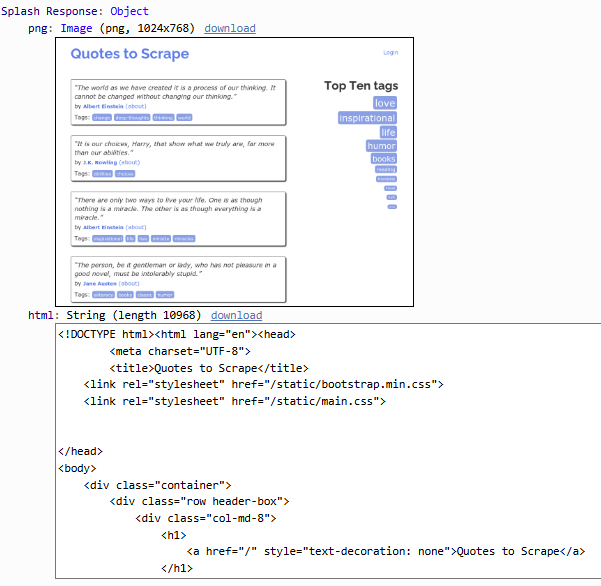 Splash Response: Object
png: Image (png, 1024x768) download
Quotes to Scrape
Login
"The world as we have created it is a process of our thinking. It
cannot be changed without changing our thinking."
by Albert Einstein (about)
Tags: change deep-thoughts thinking world
"It is our choices, Harry, that show what we truly are, far more
than our abilities."
by J.K. Rowling (about)
Tags: abilities choices
"There are only two ways to live your life. One is as though
nothing is a miracle. The other is as though everything is a
miracle."
by Albert Einstein (about)
Tags: inspirational life live miracle miracles
"The person, be it gentleman or lady, who has not pleasure in a
good novel, must be intolerably stupid."
by Jane Austen (about)
Tags: aliteracy books classic humor
Top Ten tags
love
inspirational
life
humor
books
reading
html: String (length 10968) download
<!DOCTYPE html><html lang="en"><head>
<meta charset="UTF-8">
<title>Quotes to Scrape</title>
<link rel="stylesheet" href="/static/bootstrap.min.css">
<link rel="stylesheet" href="/static/main.css">
</head>
<body>
<div class="container">
<div class="row header-box">
<div class="col-md-8">
<h1>
<a href="/" style="text-decoration: none">Quotes to Scrape</a>
</h1>